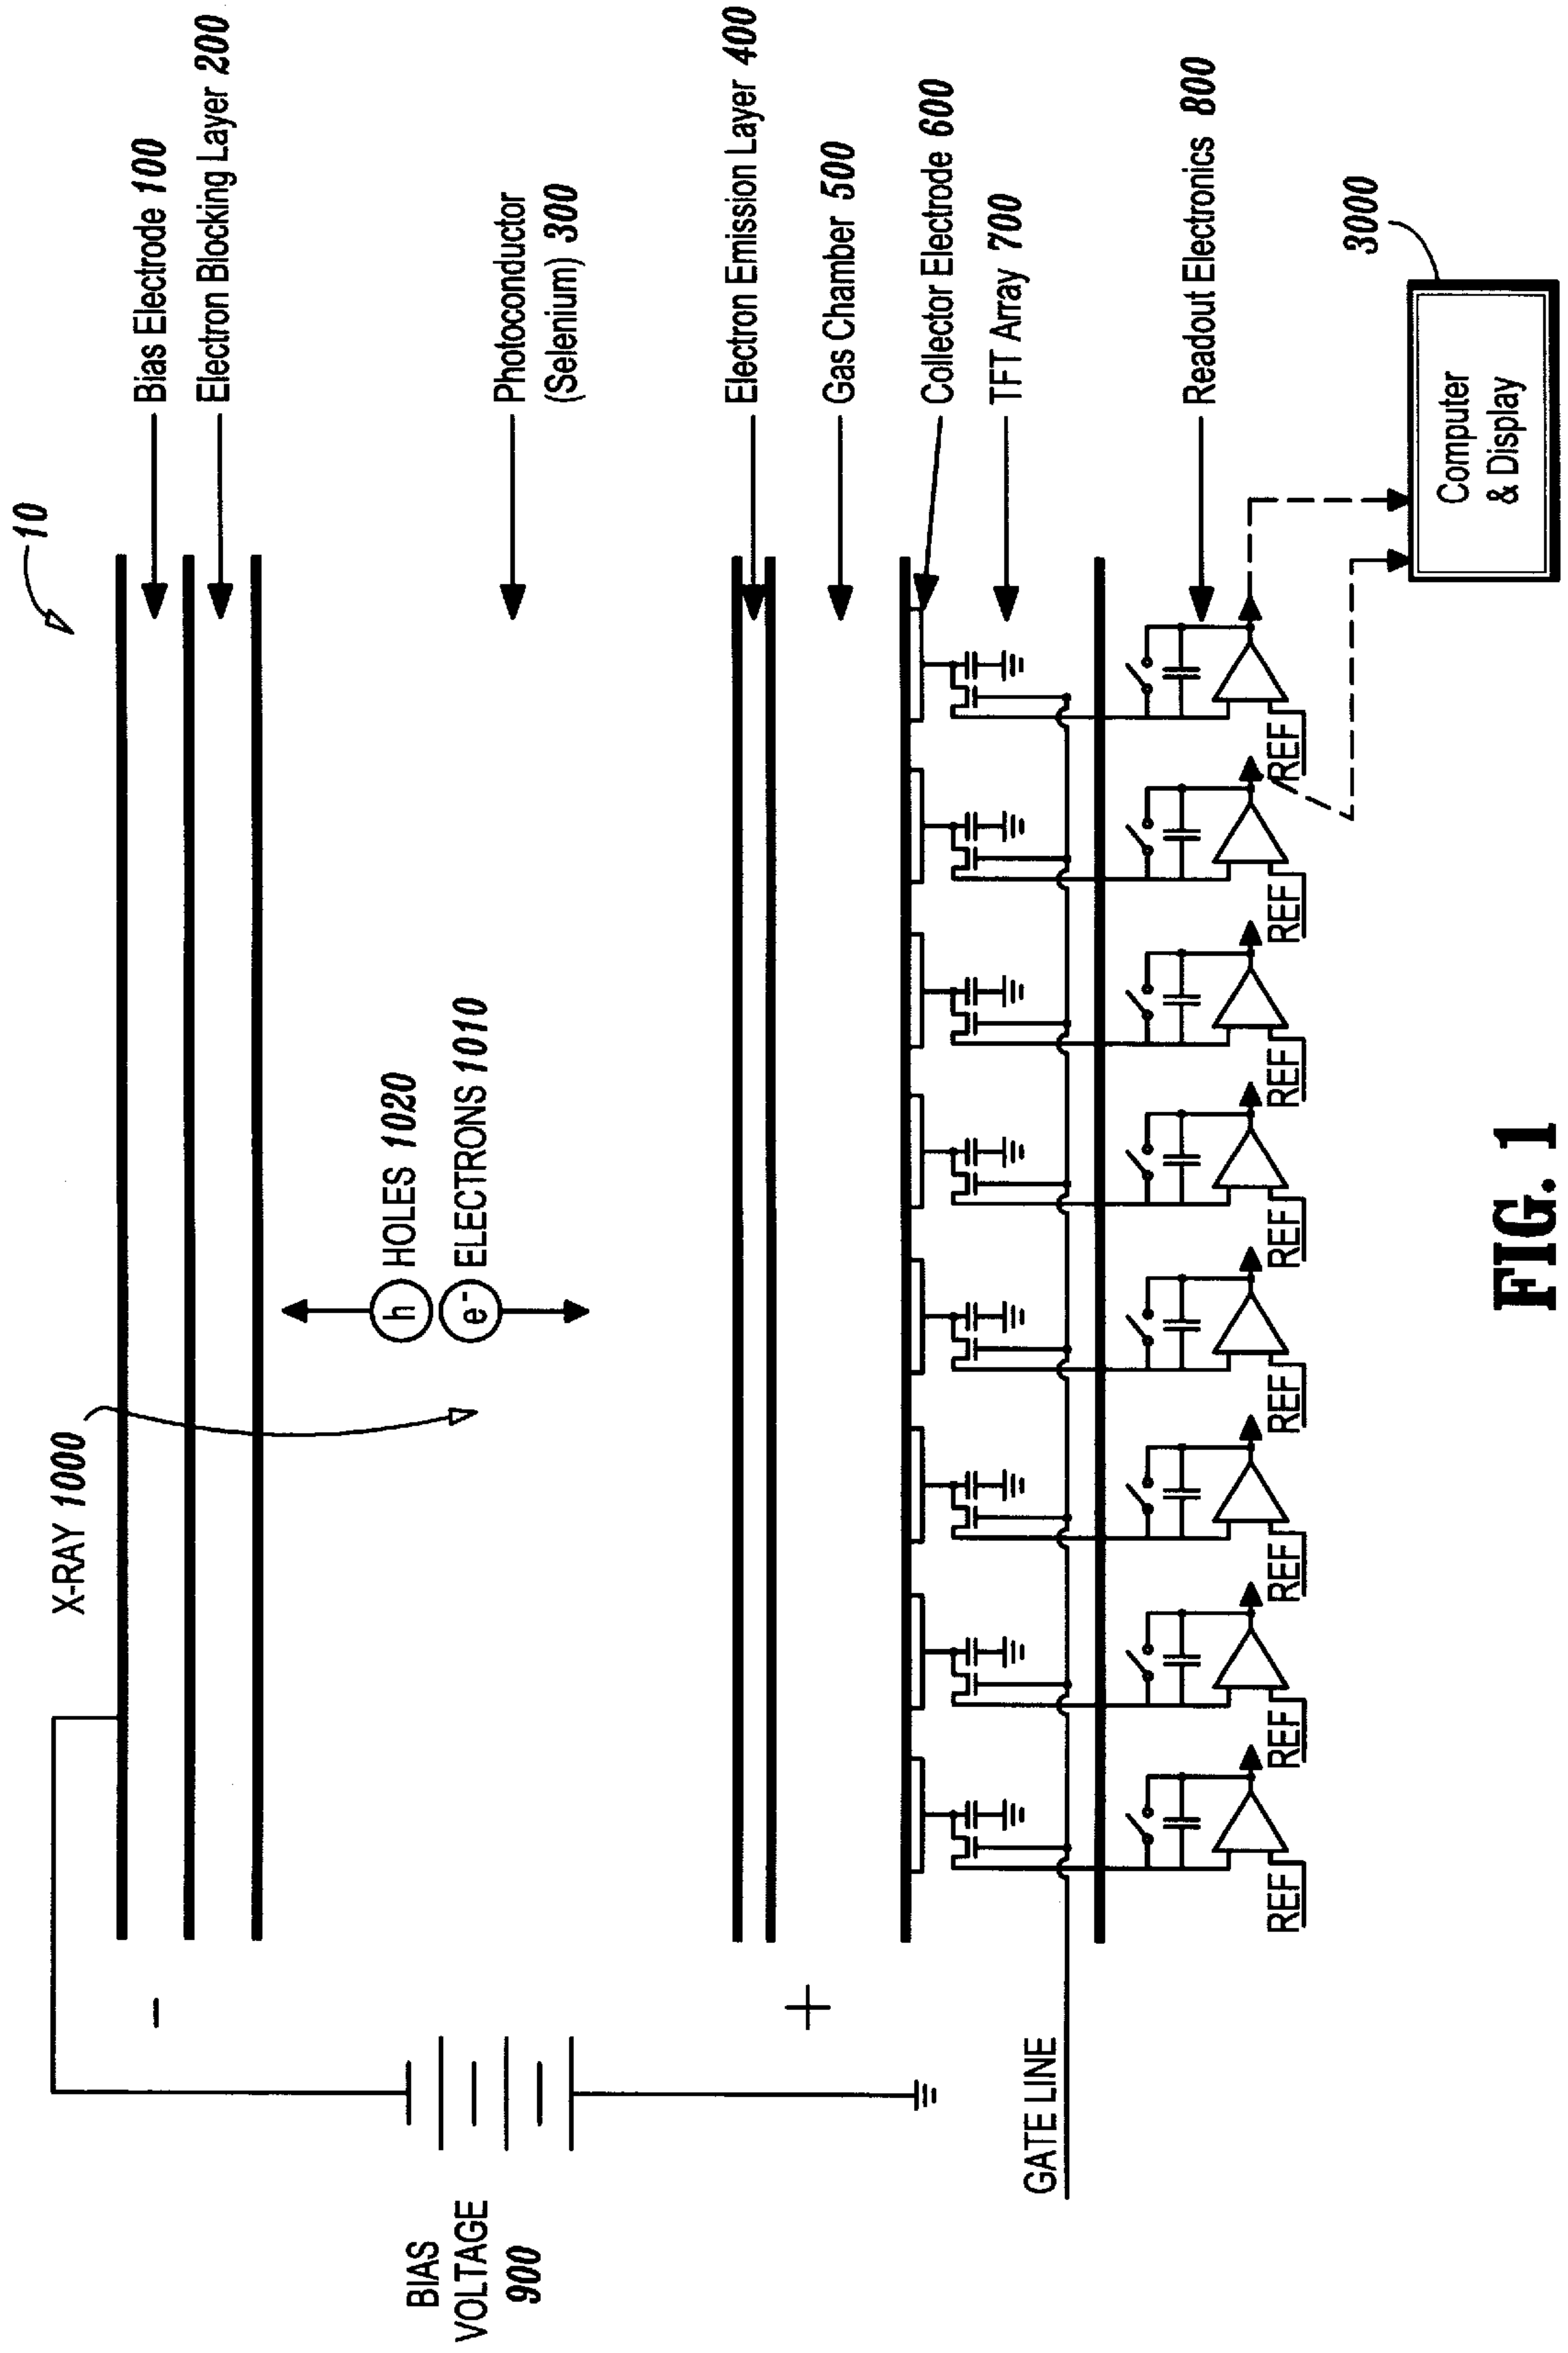 10
Bias Electrode 100
Electron Blocking Layer 200
X-RAY 1000
HOLES 1020
h
e-
ELECTRONS 1010
Photoconductor
(Selenium) 300
BIAS
VOLTAGE
900
-
+
Electron Emission Layer 400
Gas Chamber 500
Collector Electrode 600
TFT Array 700
GATE LINE
Readout Electronics 800
REF
REF
REF
REF
REF
REF
REF
REF
3000
Computer
& Display
FIG. 1